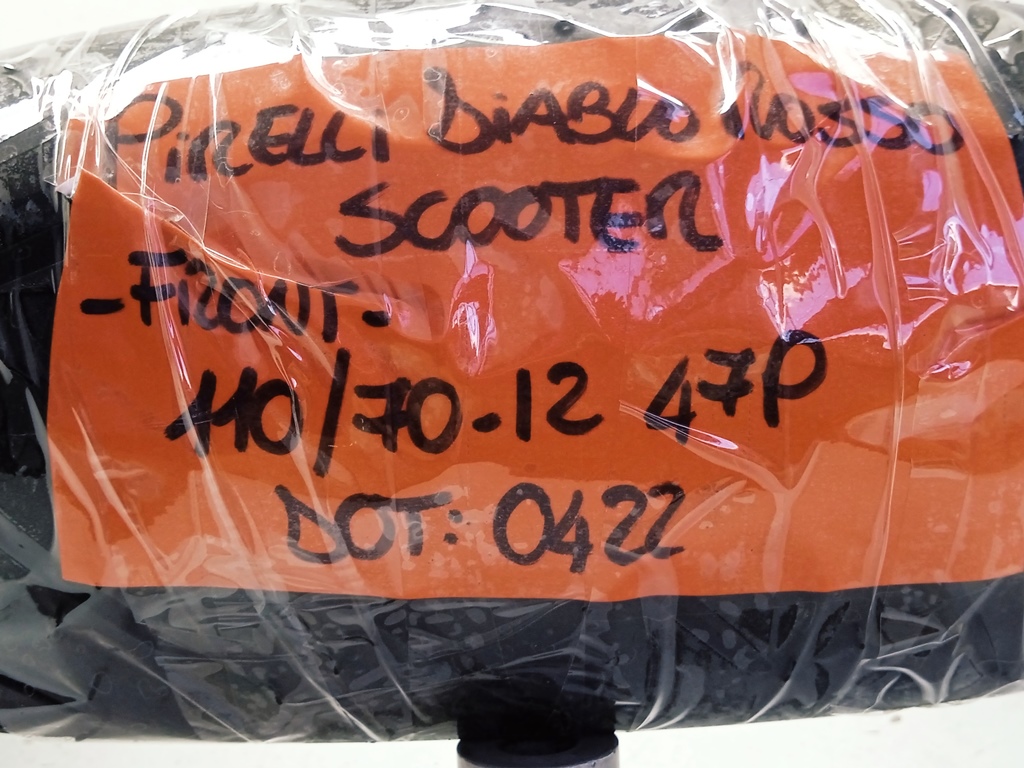 PIRELLI DIABLO ROSSO
SCOOTER
-FRONT-
110/70-12 47P
DOT: 0422